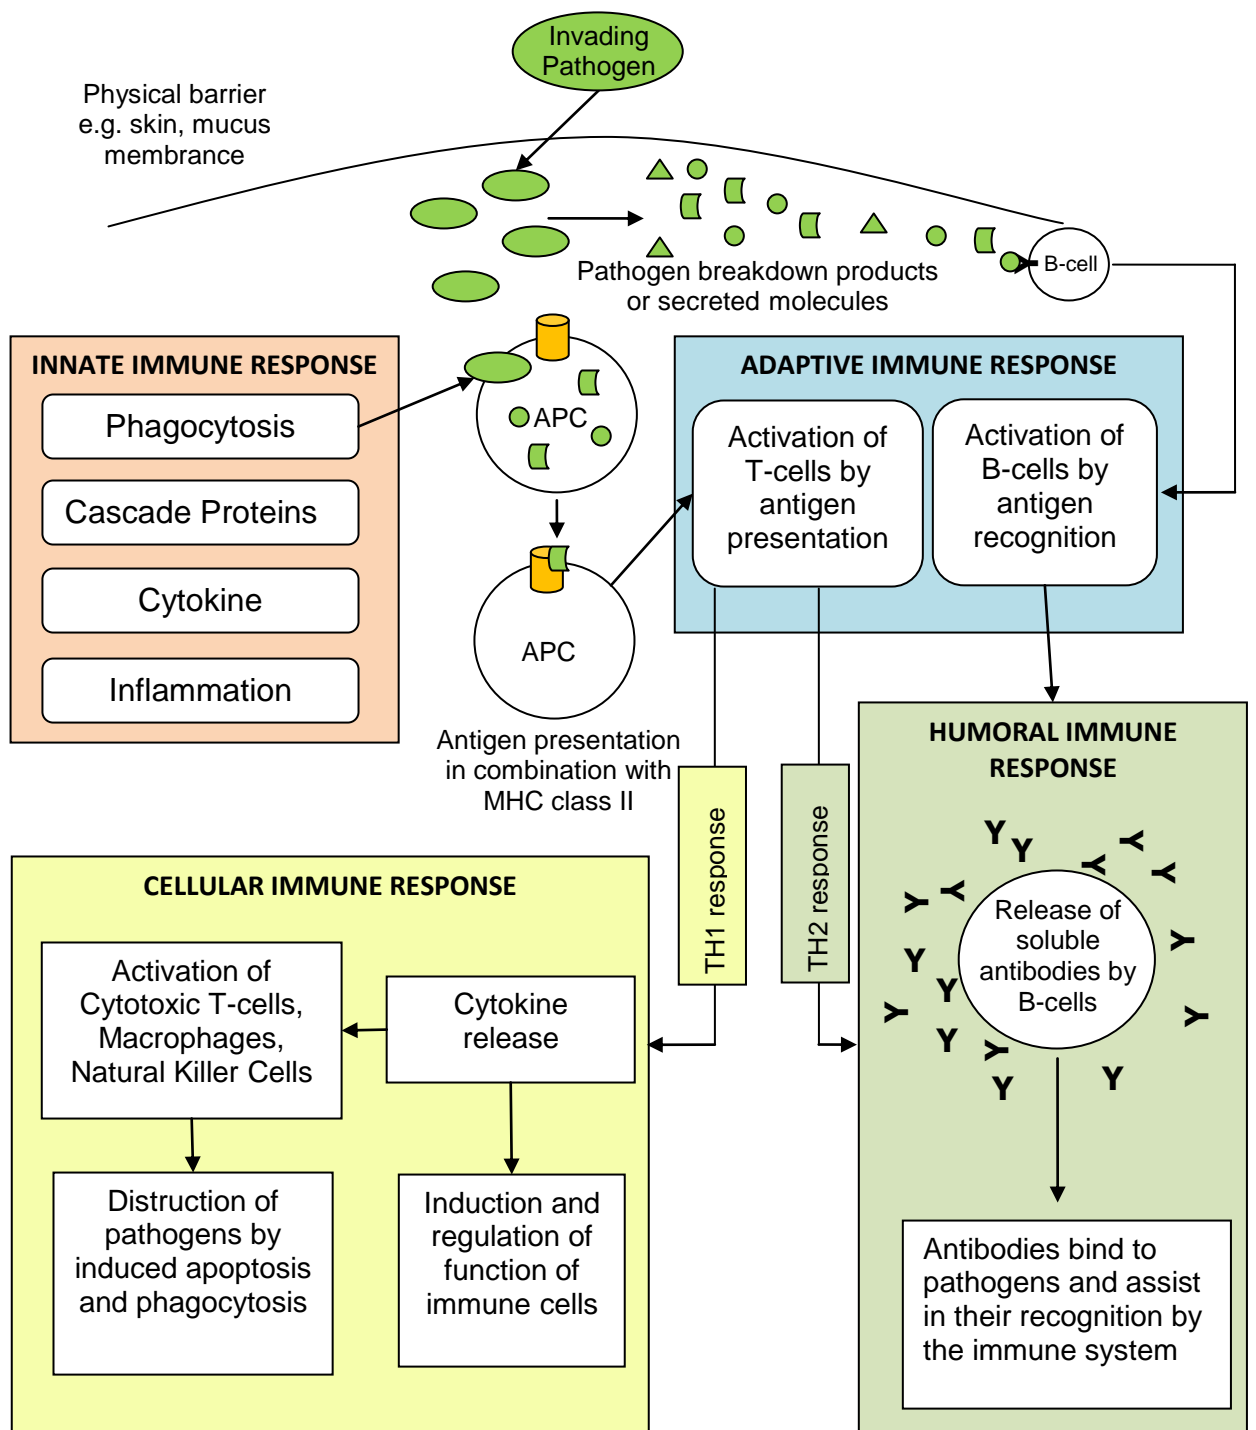 Invading
Pathogen
Physical barrier
e.g. skin, mucus
membrance
B-cell
Pathogen breakdown products
or secreted molecules
INNATE IMMUNE RESPONSE
Phagocytosis
Cascade Proteins
Cytokine
Inflammation
APC
APC
Antigen presentation
in combination with
MHC class II
ADAPTIVE IMMUNE RESPONSE
Activation of
T-cells by
antigen
presentation
Activation of
B-cells by
antigen
recognition
TH1 response
TH2 response
CELLULAR IMMUNE RESPONSE
Activation of
Cytotoxic T-cells,
Macrophages,
Natural Killer Cells
Cytokine
release
Distruction of
pathogens by
induced apoptosis
and phagocytosis
Induction and
regulation of
function of
immune cells
HUMORAL IMMUNE
RESPONSE
Release of
soluble
antibodies by
B-cells
Antibodies bind to
pathogens and assist
in their recognition by
the immune system